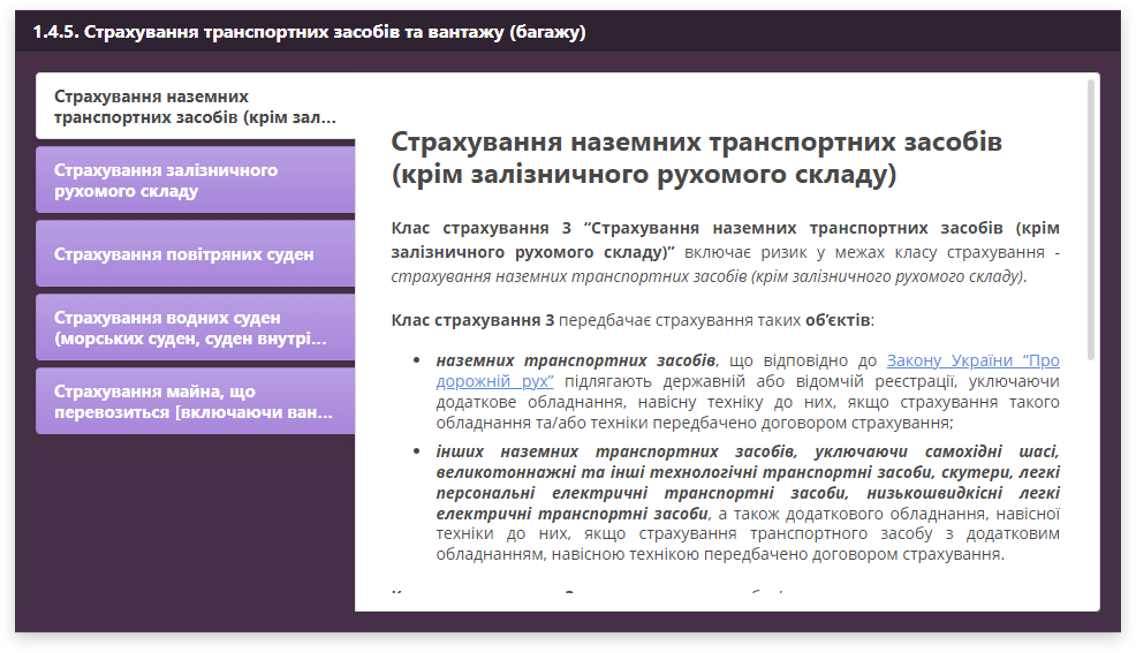 1.4.5. Страхування транспортних засобів та вантажу (багажу)
Страхування наземних
транспортних засобів (крім зал...
Страхування залізничного
рухомого складу
Страхування повітряних суден
Страхування водних суден
(морських суден, суден внутрі...
Страхування майна, що
перевозиться [включаючи ван...
Страхування наземних транспортних засобів
(крім залізничного рухомого складу)
Клас страхування 3 “Страхування наземних транспортних засобів (крім
залізничного рухомого складу)” включає ризик у межах класу страхування -
страхування наземних транспортних засобів (крім залізничного рухомого складу).
Клас страхування 3 передбачає страхування таких об’єктів:
• наземних транспортних засобів, що відповідно до Закону України “Про
дорожній рух” підлягають державній або відомчій реєстрації, уключаючи
додаткове обладнання, навісну техніку до них, якщо страхування такого
обладнання та/або техніки передбачено договором страхування;
• інших наземних транспортних засобів, уключаючи самохідні шасі,
великотоннажні та інші технологічні транспортні засоби, скутери, легкі
персональні електричні транспортні засоби, низькошвидкісні легкі
електричні транспортні засоби, а також додаткового обладнання, навісної
техніки до них, якщо страхування транспортного засобу з додатковим
обладнанням, навісною технікою передбачено договором страхування.